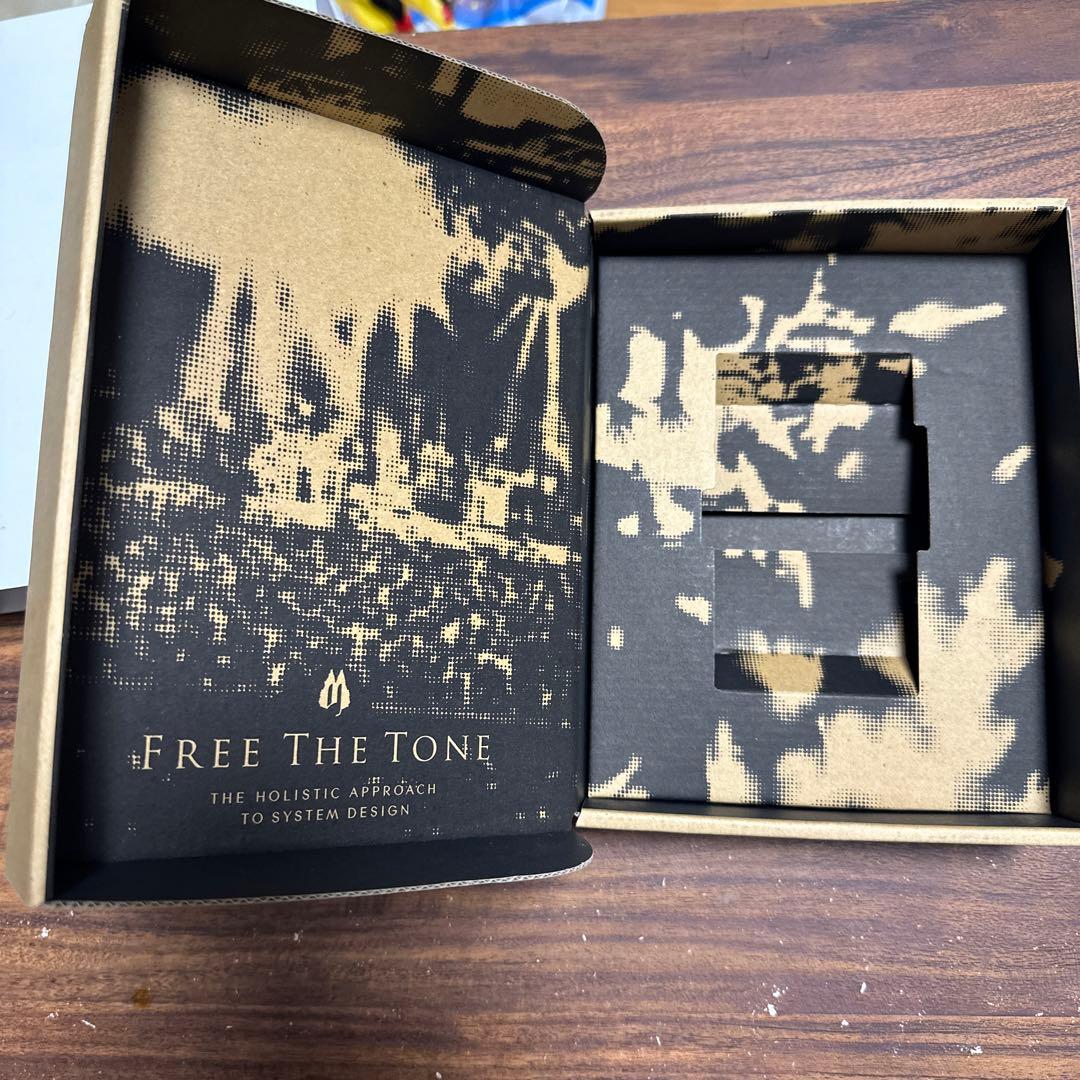 FREE THE TONE
THE HOLISTIC APPROACH
TO SYSTEM DESIGN